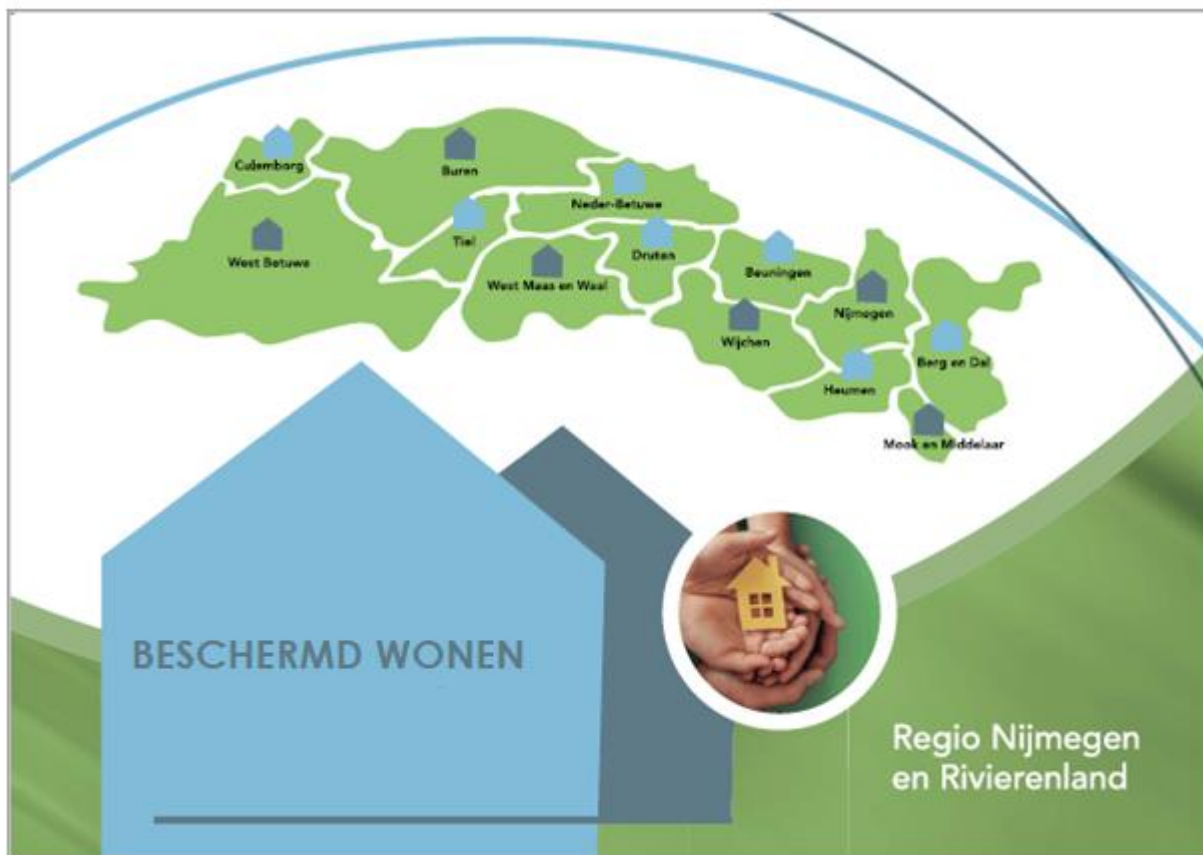 Culemborg
Buren
Neder-Betuwe
Tiel
West Betuwe
West Maas en Waal
Druten
Beuningen
Nijmegen
Wijchen
Berg en Dal
Heumen
Mook en Middelaar
BESCHERMD WONEN
Regio Nijmegen
en Rivierenland